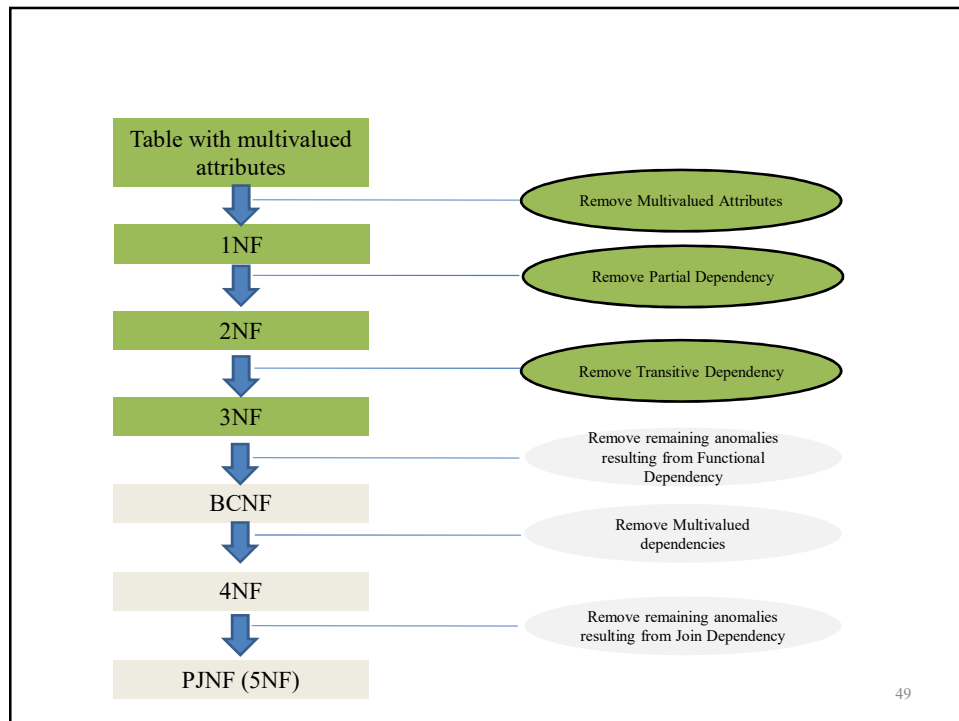 Table with multivalued
attributes
Remove Multivalued Attributes
1NF
Remove Partial Dependency
2NF
Remove Transitive Dependency
3NF
Remove remaining anomalies
resulting from Functional
Dependency
BCNF
Remove Multivalued
dependencies
4NF
Remove remaining anomalies
resulting from Join Dependency
PJNF (5NF)
49